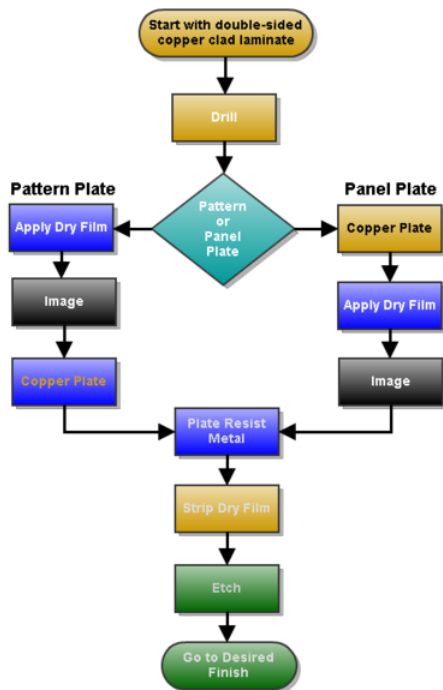 Start with double-sided
copper clad laminate
Drill
Pattern
or
Panel
Plate
Pattern Plate
Apply Dry Film
Image
Copper Plate
Panel Plate
Copper Plate
Apply Dry Film
Image
Plate Resist
Metal
Strip Dry Film
Etch
Go to Desired
Finish